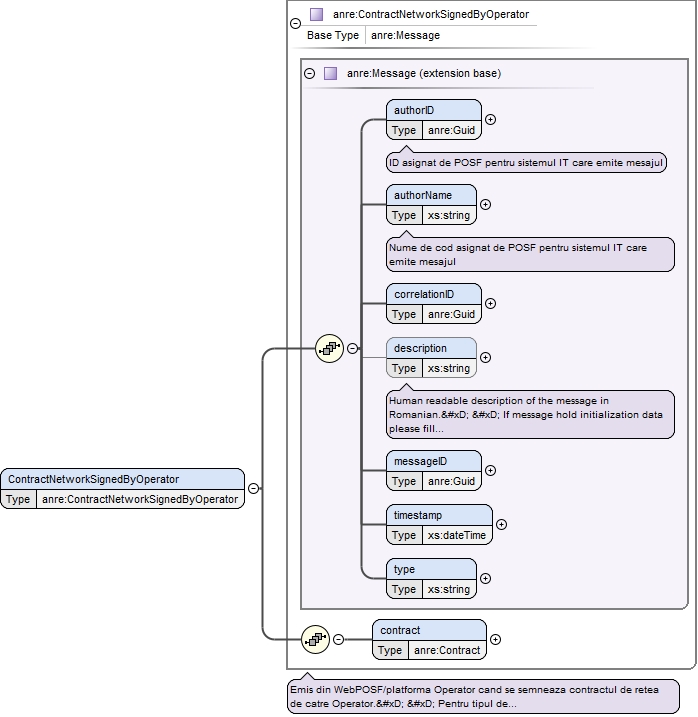 anre:ContractNetworkSignedByOperator
Base Type anre:Message
anre:Message (extension base)
authorID
Type anre:Guid
ID asignat de POSF pentru sistemul IT care emite mesajul
authorName
Type xs:string
Nume de cod asignat de POSF pentru sistemul IT care
emite mesajul
correlationID
Type anre:Guid
description
Type xs:string
Human readable description of the message in
Romanian.&#xD; &#xD; If message hold initialization data
please fill...
messageID
Type anre:Guid
timestamp
Type xs:dateTime
type
Type xs:string
ContractNetworkSignedByOperator
Type anre:ContractNetworkSignedByOperator
contract
Type anre:Contract
Emis din WebPOSF/platforma Operator cand se semneaza contractul de retea
de catre Operator.&#xD; &#xD; Pentru tipul de...